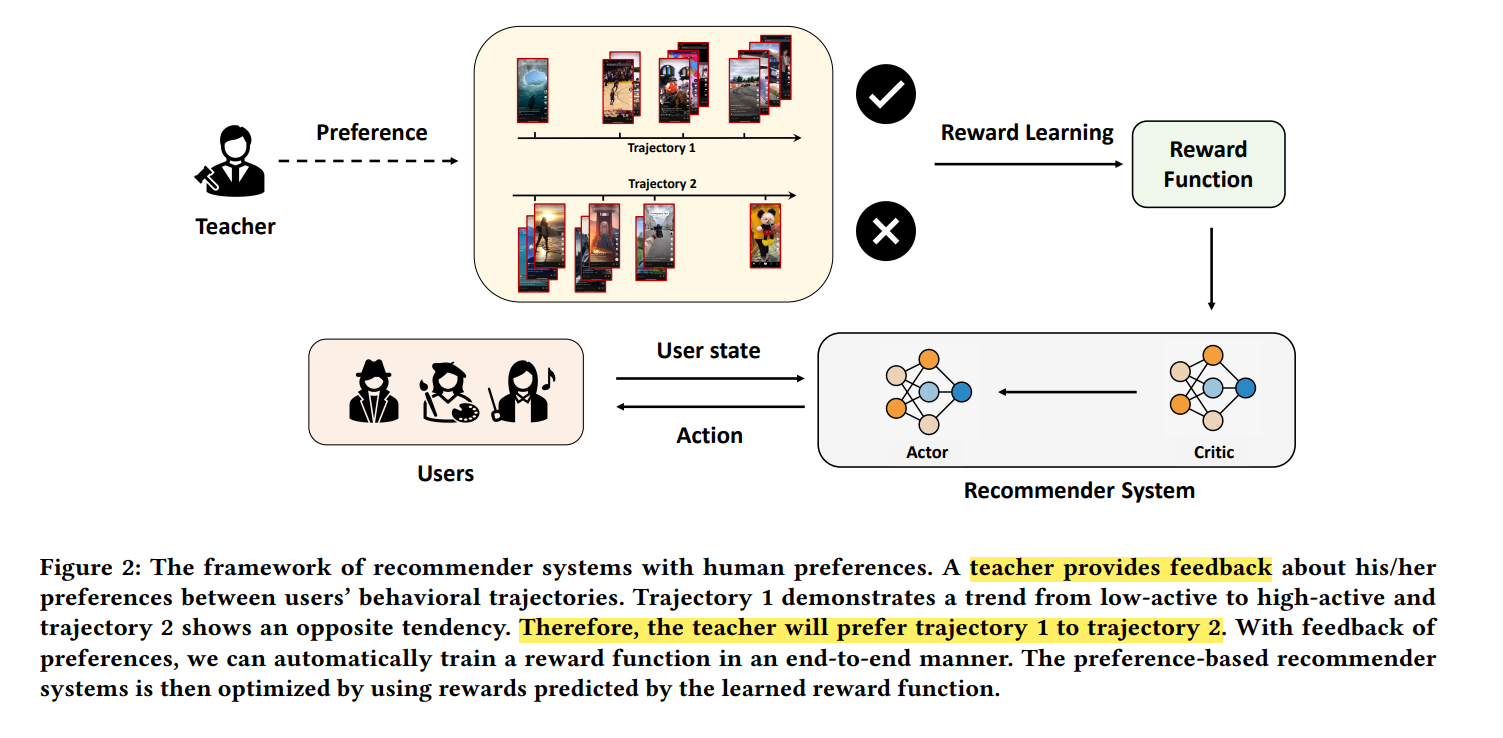 Preference
Teacher
Trajectory 1
Trajectory 2
Reward Learning
Reward
Function
User state
Action
Users
Actor
Critic
Recommender System
Figure 2: The framework of recommender systems with human preferences. A teacher provides feedback about his/her
preferences between users' behavioral trajectories. Trajectory 1 demonstrates a trend from low-active to high-active and
trajectory 2 shows an opposite tendency. Therefore, the teacher will prefer trajectory 1 to trajectory 2. With feedback of
preferences, we can automatically train a reward function in an end-to-end manner. The preference-based recommender
systems is then optimized by using rewards predicted by the learned reward function.